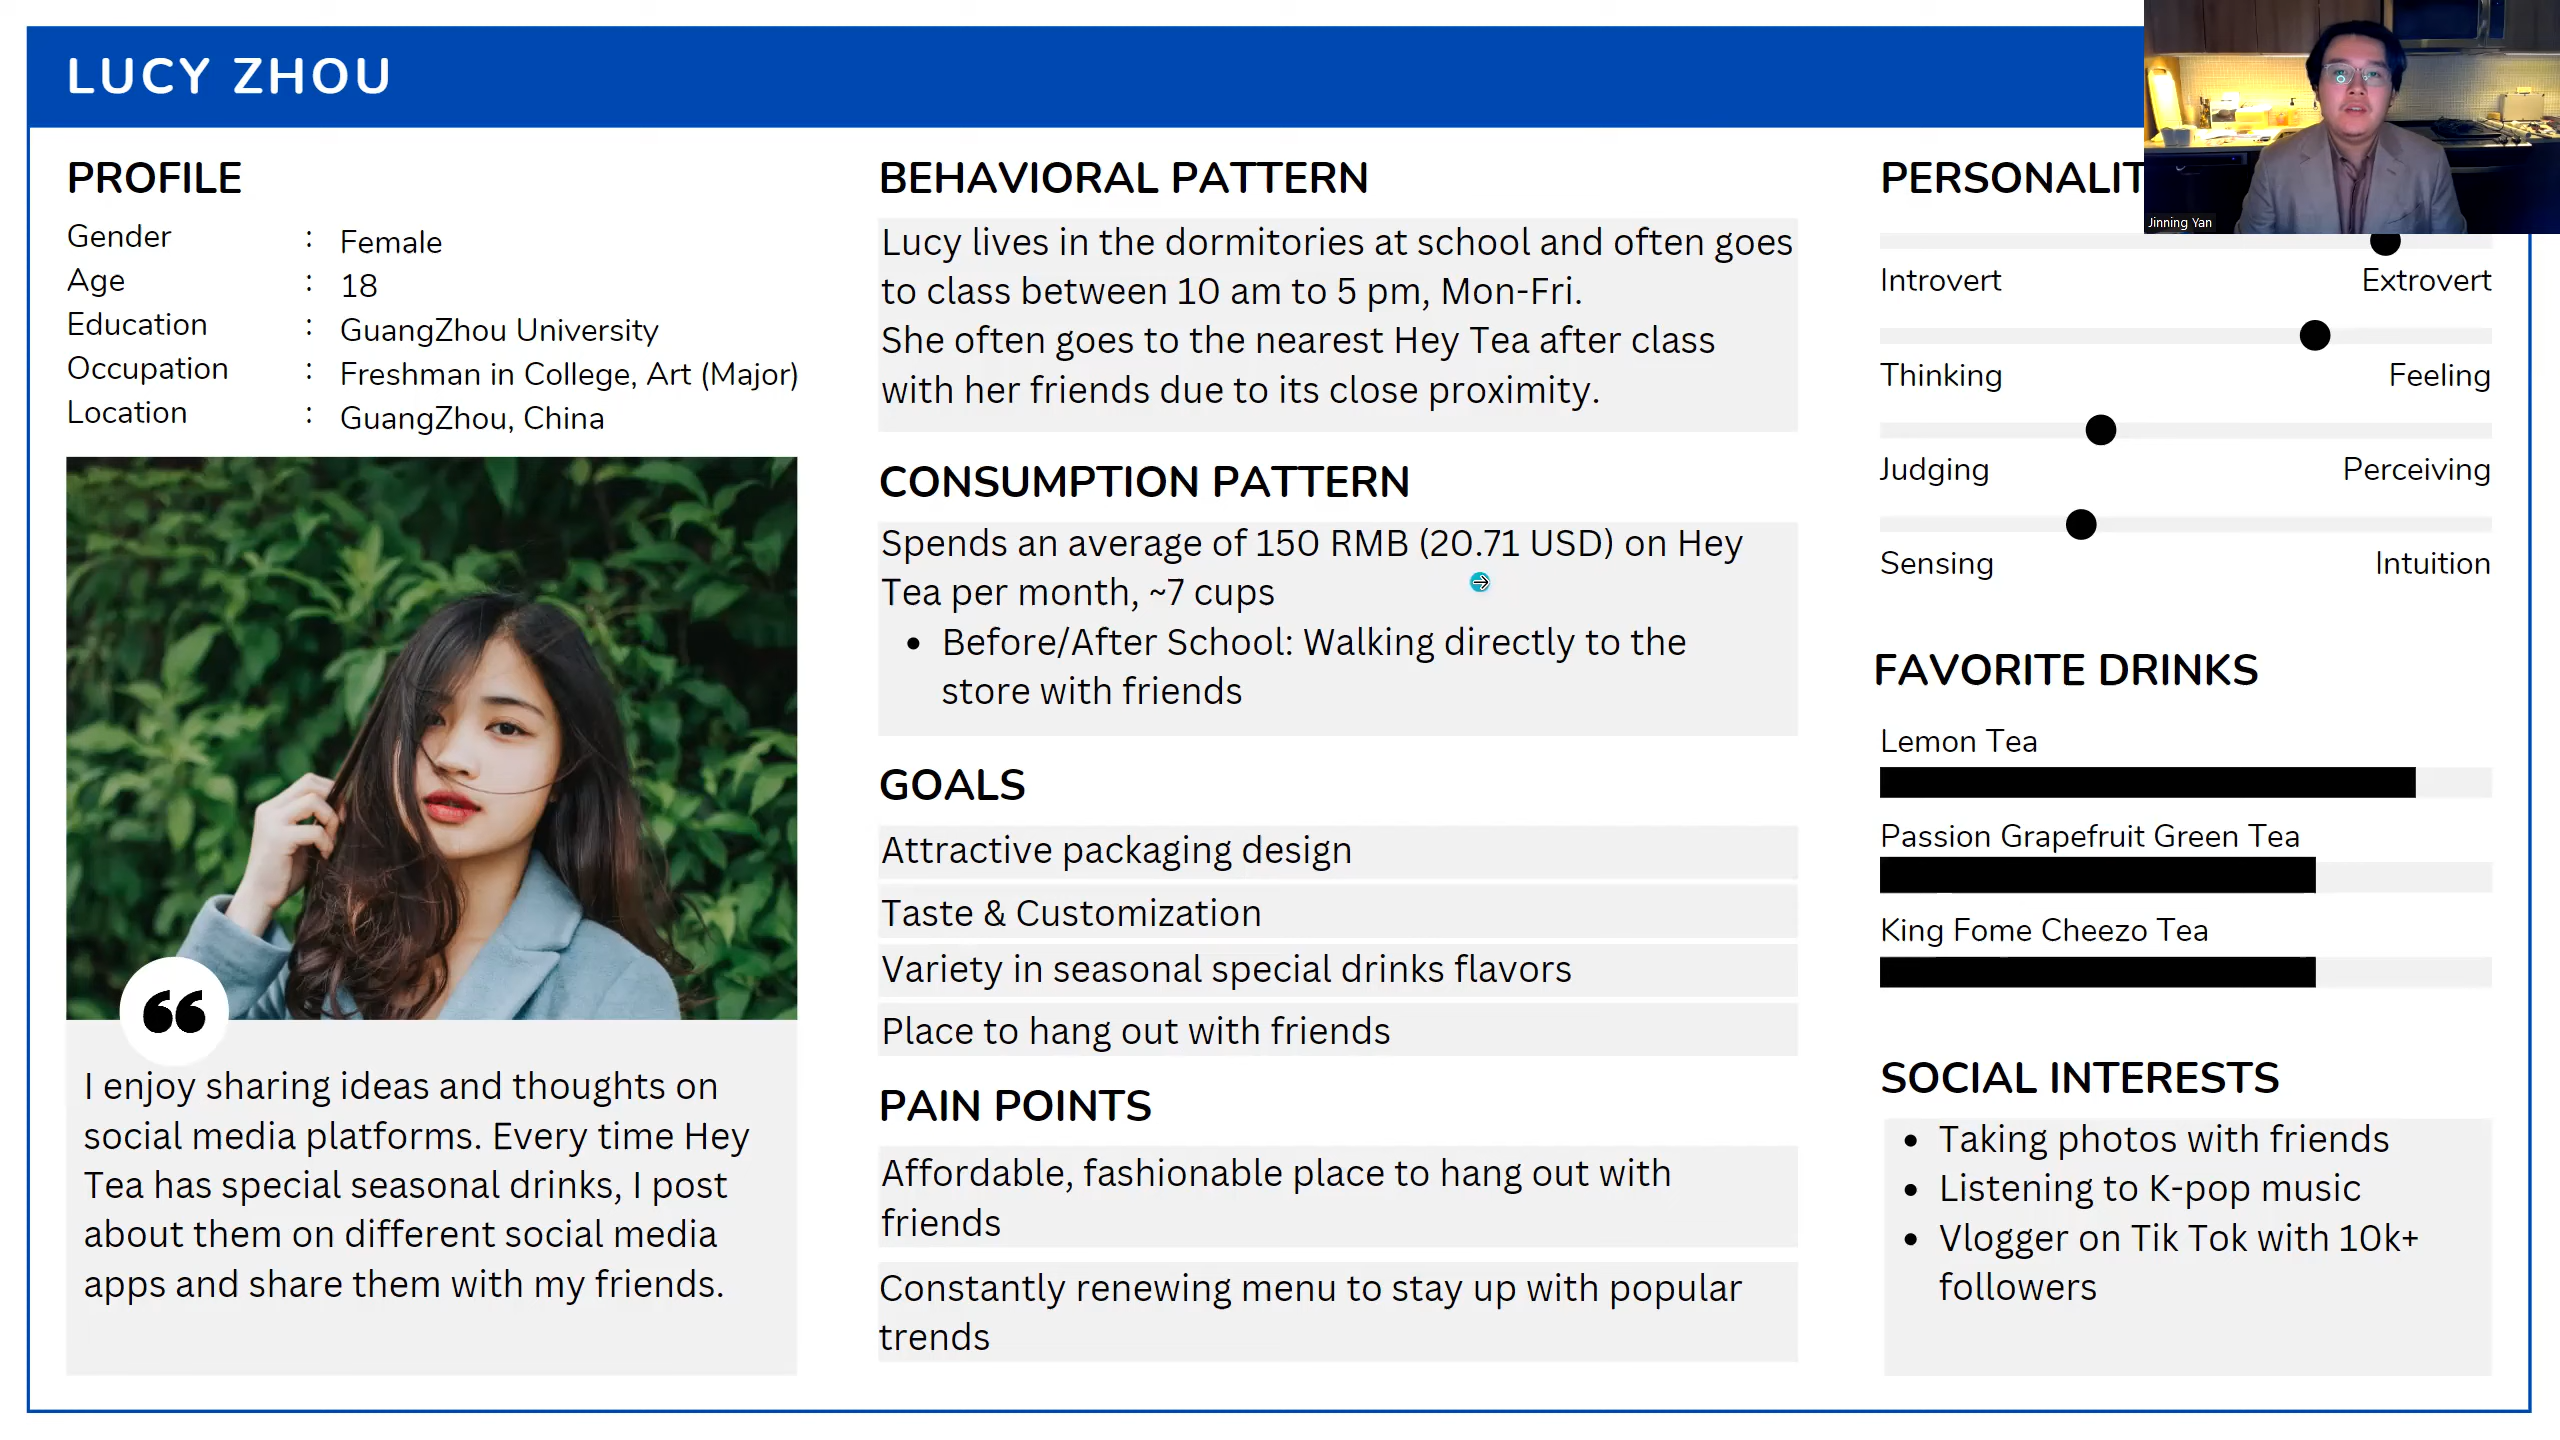 LUCY ZHOU
PROFILE
Gender : Female
Age : 18
Education : GuangZhou University
Occupation : Freshman in College, Art (Major)
Location : GuangZhou, China
“
I enjoy sharing ideas and thoughts on
social media platforms. Every time Hey
Tea has special seasonal drinks, I post
about them on different social media
apps and share them with my friends.
BEHAVIORAL PATTERN
Lucy lives in the dormitories at school and often goes
to class between 10 am to 5 pm, Mon-Fri.
She often goes to the nearest Hey Tea after class
with her friends due to its close proximity.
CONSUMPTION PATTERN
Spends an average of 150 RMB (20.71 USD) on Hey
Tea per month, ~7 cups
• Before/After School: Walking directly to the
store with friends
GOALS
Attractive packaging design
Taste & Customization
Variety in seasonal special drinks flavors
Place to hang out with friends
PAIN POINTS
Affordable, fashionable place to hang out with
friends
Constantly renewing menu to stay up with popular
trends
Jinning Yan
PERSONALIT
Introvert Extrovert
Thinking Feeling
Judging Perceiving
Sensing Intuition
FAVORITE DRINKS
Lemon Tea
Passion Grapefruit Green Tea
King Fome Cheezo Tea
SOCIAL INTERESTS
• Taking photos with friends
• Listening to K-pop music
• Vlogger on Tik Tok with 10k+
followers